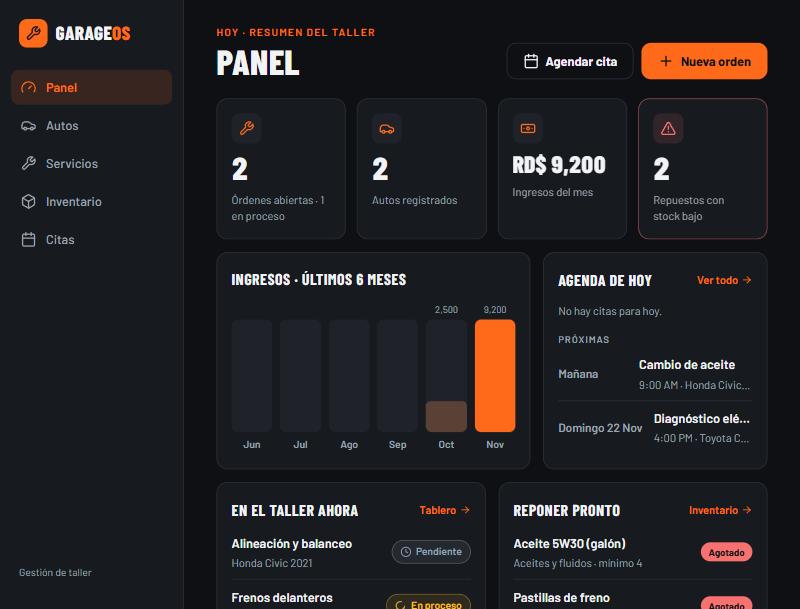 GARAGEOS
Panel
Autos
Servicios
Inventario
Citas
Gestión de taller
HOY · RESUMEN DEL TALLER
PANEL
Agendar cita
Nueva orden
2
Órdenes abiertas · 1
en proceso
2
Autos registrados
RD$ 9,200
Ingresos del mes
2
Repuestos con
stock bajo
INGRESOS · ÚLTIMOS 6 MESES
2,500
9,200
Jun
Jul
Ago
Sep
Oct
Nov
AGENDA DE HOY
Ver todo →
No hay citas para hoy.
PRÓXIMAS
Mañana
Cambio de aceite
9:00 AM · Honda Civic...
Domingo 22 Nov
Diagnóstico elé...
4:00 PM · Toyota C...
EN EL TALLER AHORA
Tablero →
Alineación y balanceo
Honda Civic 2021
Pendiente
Frenos delanteros
En proceso
REPONER PRONTO
Inventario →
Aceite 5W30 (galón)
Aceites y fluidos · mínimo 4
Agotado
Pastillas de freno
Agotado